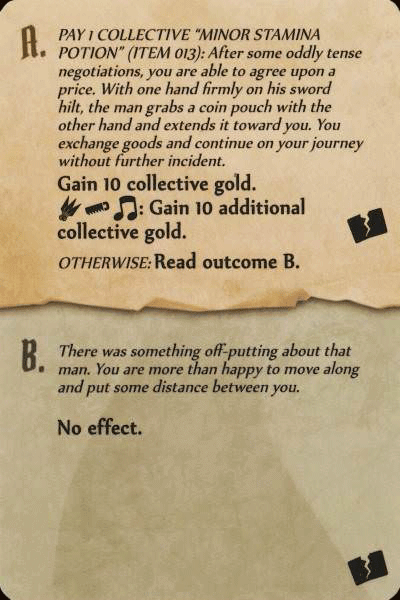 A. PAY 1 COLLECTIVE “MINOR STAMINA
POTION” (ITEM 013): After some oddly tense
negotiations, you are able to agree upon a
price. With one hand firmly on his sword
hilt, the man grabs a coin pouch with the
other hand and extends it toward you. You
exchange goods and continue on your journey
without further incident.
Gain 10 collective gold.
: Gain 10 additional
collective gold.
OTHERWISE: Read outcome B.
B. There was something off-putting about that
man. You are more than happy to move along
and put some distance between you.
No effect.